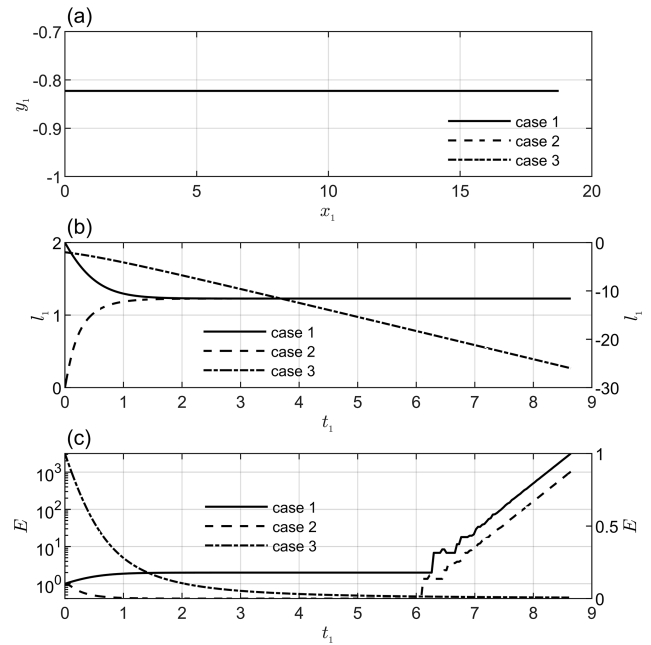 (a)
-0.7
-0.8
-0.9
-1
y₁
case 1
case 2
case 3
0 5 10 15 20
x₁
(b)
2
1
0
l₁
0
-10
-20
-30
l₁
case 1
case 2
case 3
0 1 2 3 4 5 6 7 8 9
t₁
(c)
10³
10²
10¹
10⁰
E
1
0.5
0
E
case 1
case 2
case 3
0 1 2 3 4 5 6 7 8 9
t₁